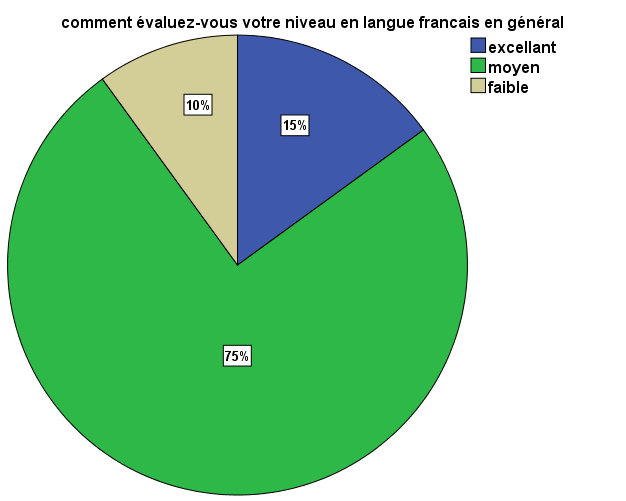 comment évaluez-vous votre niveau en langue francais en général
excellant
moyen
faible
10%
15%
75%